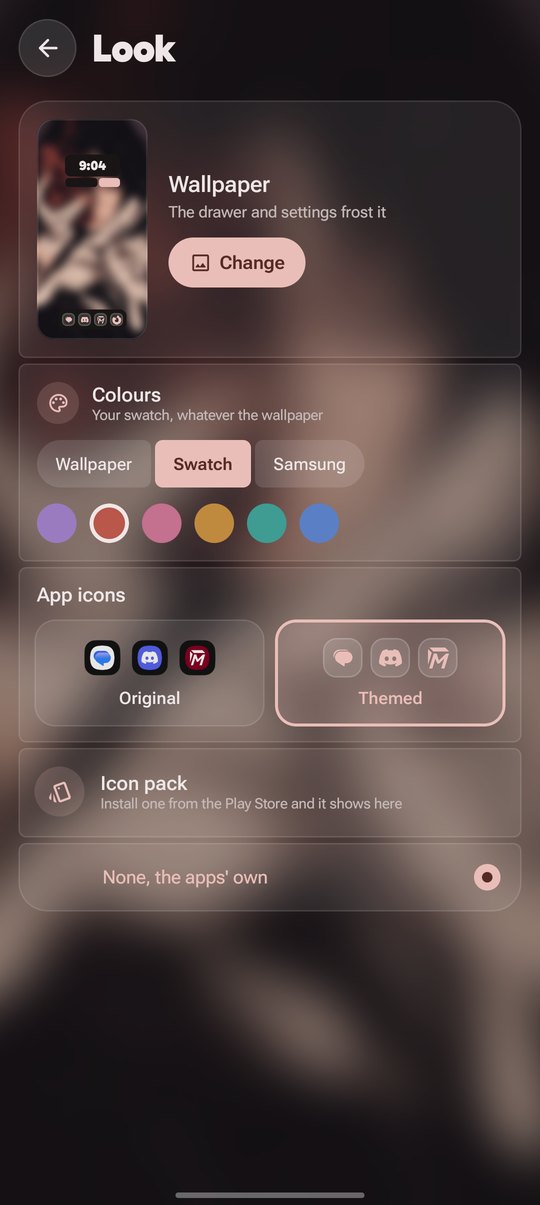 Look
9:04
Wallpaper
The drawer and settings frost it
Change
Colours
Your swatch, whatever the wallpaper
Wallpaper
Swatch
Samsung
App icons
Original
Themed
Icon pack
Install one from the Play Store and it shows here
None, the apps' own